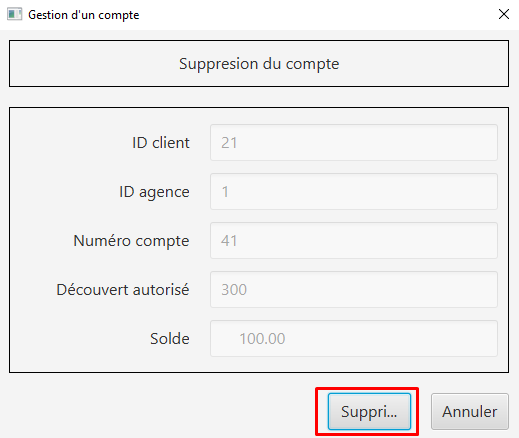 Gestion d'un compte
Suppresion du compte
ID client 21
ID agence 1
Numéro compte 41
Découvert autorisé 300
Solde 100.00
Suppri... Annuler